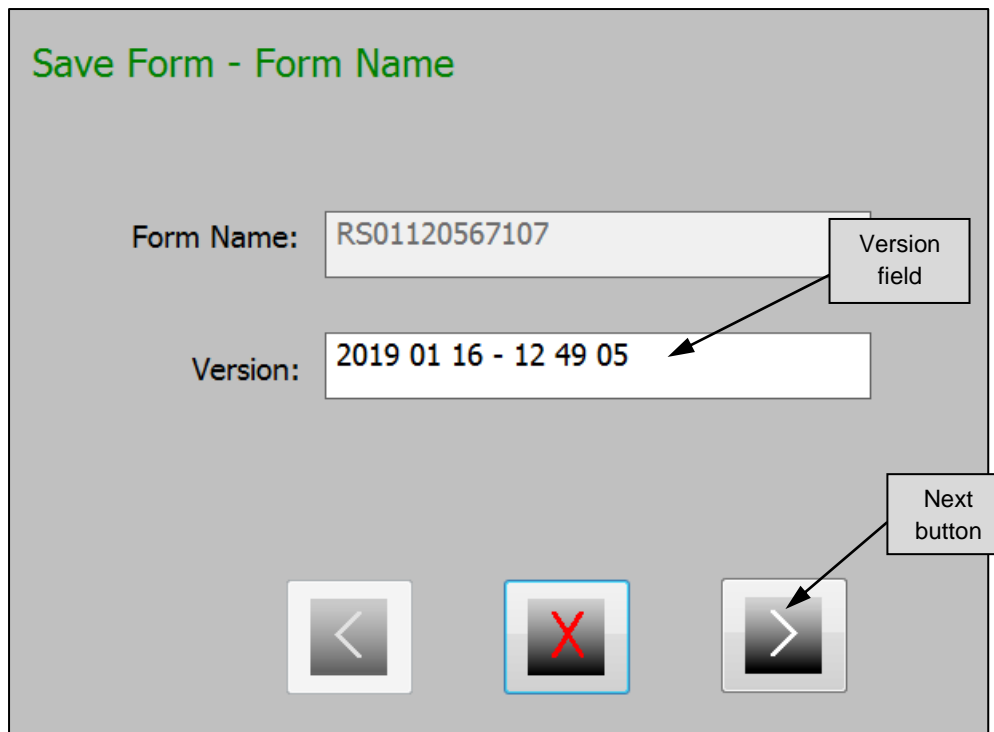 Save Form - Form Name
Form Name:
RS01120567107
Version
field
Version:
2019 01 16 - 12 49 05
Next
button
<
X
>